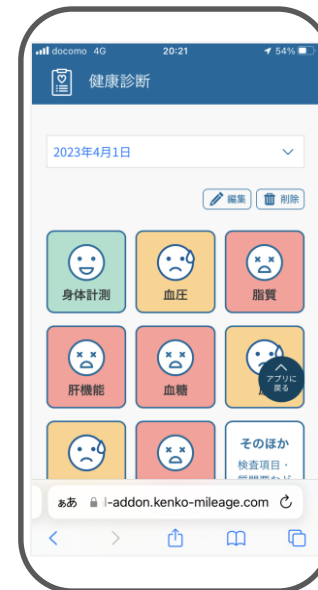 docomo 4G 20:21 54%
健康診断
2023年4月1日
編集 削除
身体計測 血圧 脂質
肝機能 血糖
アプリに
戻る
そのほか
検査項目・
ああ l-addon.kenko-mileage.com